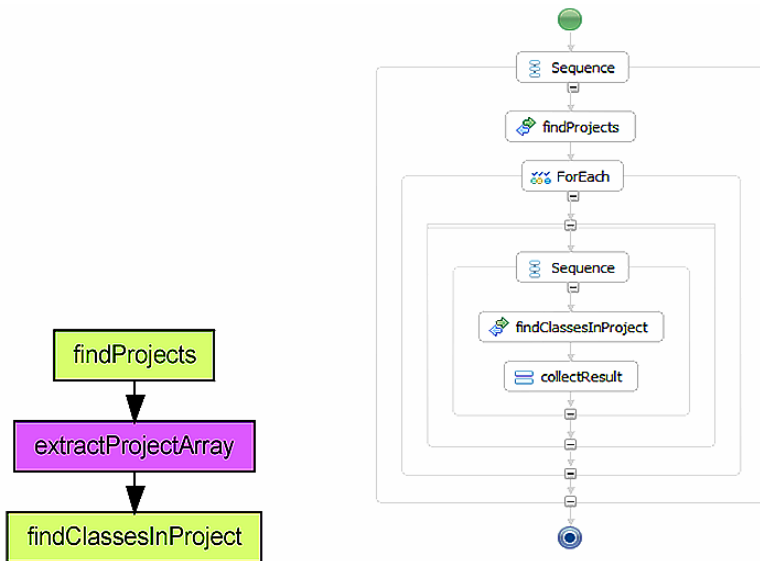 Sequence
findProjects
ForEach
Sequence
findClassesInProject
collectResult
findProjects
extractProjectArray
findClassesInProject